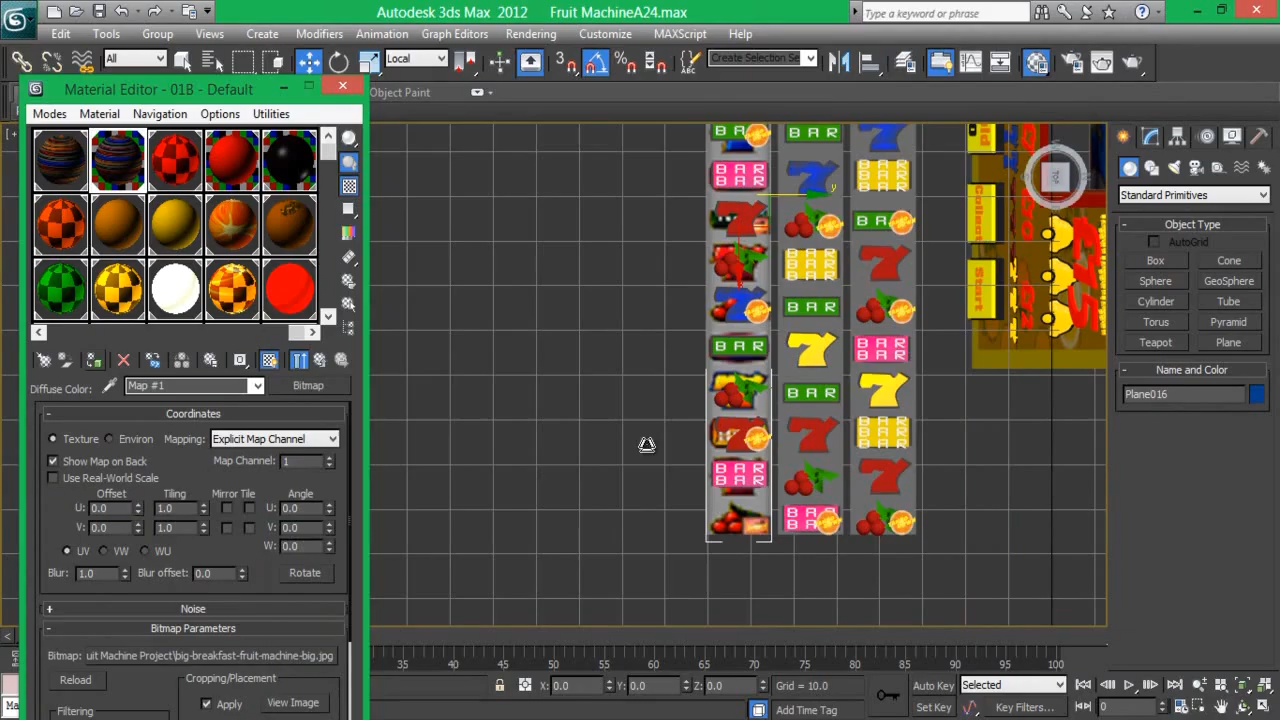 Autodesk 3ds Max 2012 Fruit MachineA24.max
Type a keyword or phrase
Edit Tools Group Views Create Modifiers Animation Graph Editors Rendering Customize MAXScript Help
All
Local
Create Selection Se
Material Editor - 01B - Default
Object Paint
Modes Material Navigation Options Utilities
Standard Primitives
Object Type
AutoGrid
Box Cone
Sphere GeoSphere
Cylinder Tube
Torus Pyramid
Teapot Plane
Name and Color
Plane016
Collect
Start
BAR
BAR
BAR
Diffuse Color: Map #1 Bitmap
Coordinates
Texture Environ Mapping: Explicit Map Channel
Show Map on Back Map Channel: 1
Use Real-World Scale
Offset Tiling Mirror Tile Angle
U: 0.0 1.0 U: 0.0
V: 0.0 1.0 V: 0.0
UV VW WU W: 0.0
Blur: 1.0 Blur offset: 0.0 Rotate
Noise
Bitmap Parameters
Bitmap: uit Machine Project\big-breakfast-fruit-machine-big.jpg
Reload Cropping/Placement
Apply View Image
Filtering
35 40 45 50 55 60 65 70 75 80 85 90 95 100
X: 0.0 Y: 0.0 Z: 0.0 Grid = 10.0
Auto Key Selected
Add Time Tag
Set Key Key Filters... 0